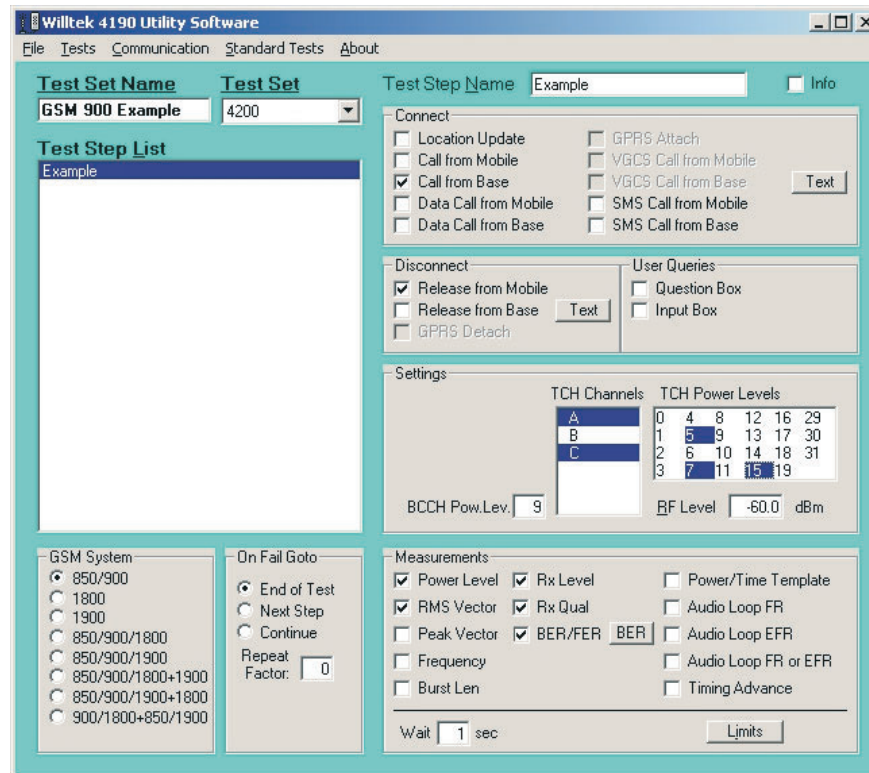 Willtek 4190 Utility Software
File Tests Communication Standard Tests About
Test Set Name
Test Set
GSM 900 Example
4200
Test Step List
Example
Test Step Name
Example
Info
Connect
Location Update
GPRS Attach
Call from Mobile
VGCS Call from Mobile
Call from Base
VGCS Call from Base
Text
Data Call from Mobile
SMS Call from Mobile
Data Call from Base
SMS Call from Base
Disconnect
Release from Mobile
Release from Base
Text
GPRS Detach
User Queries
Question Box
Input Box
Settings
TCH Channels
A
B
C
TCH Power Levels
0 4 8 12 16 29
1 5 9 13 17 30
2 6 10 14 18 31
3 7 11 15 19
BCCH Pow.Lev. 9
RF Level -60.0 dBm
GSM System
850/900
1800
1900
850/900/1800
850/900/1900
850/900/1800+1900
850/900/1900+1800
900/1800+850/1900
On Fail Goto
End of Test
Next Step
Continue
Repeat
Factor: 0
Measurements
Power Level
Rx Level
Power/Time Template
RMS Vector
Rx Qual
Audio Loop FR
Peak Vector
BER/FER
BER
Audio Loop EFR
Frequency
Audio Loop FR or EFR
Burst Len
Timing Advance
Wait 1 sec
Limits